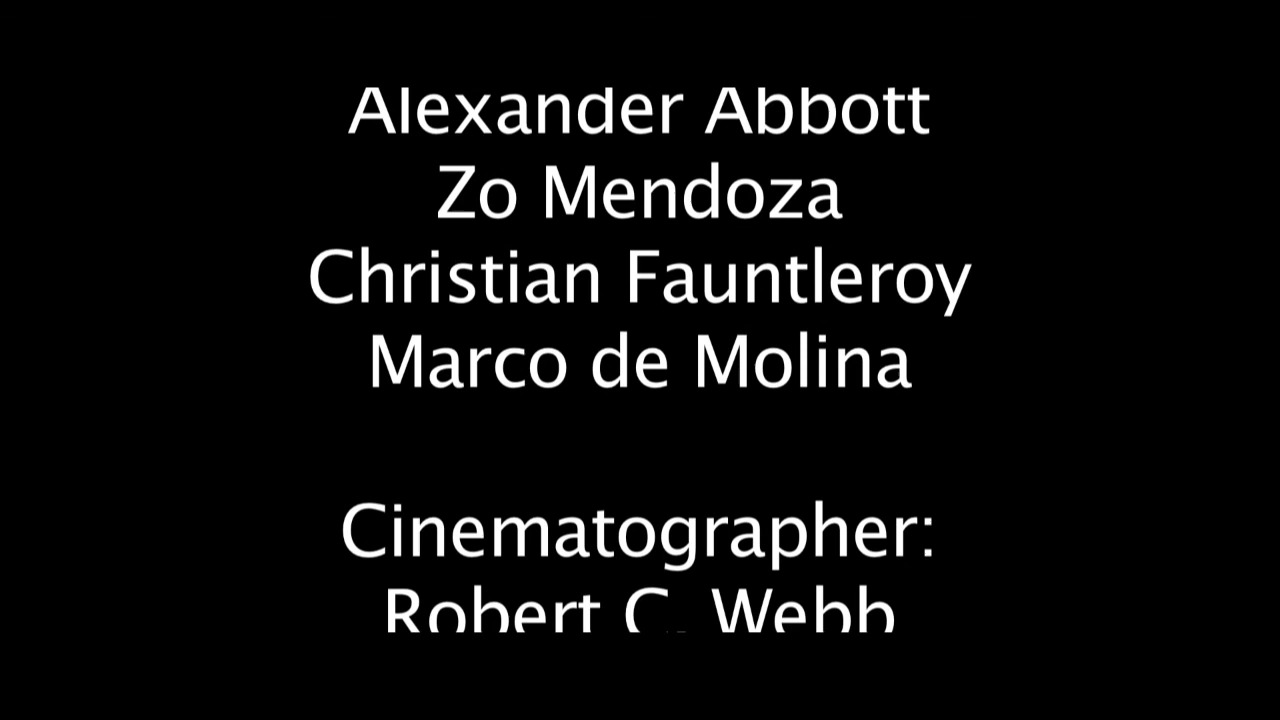 Alexander Abbott
Zo Mendoza
Christian Fauntleroy
Marco de Molina
Cinematographer:
Robert C. Webb